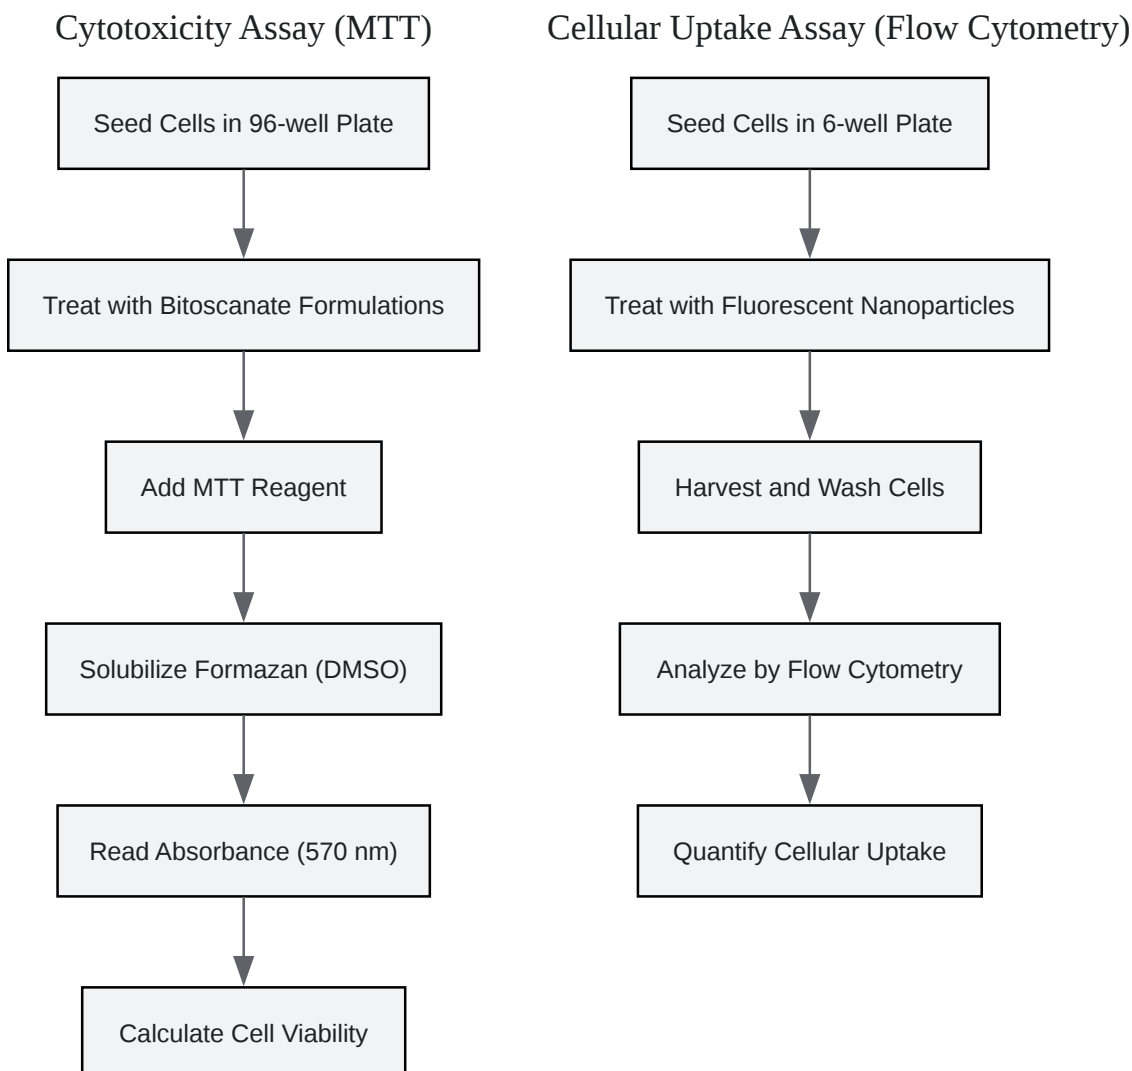 Cytotoxicity Assay (MTT)
Seed Cells in 96-well Plate
Treat with Bitoscanate Formulations
Add MTT Reagent
Solubilize Formazan (DMSO)
Read Absorbance (570 nm)
Calculate Cell Viability
Cellular Uptake Assay (Flow Cytometry)
Seed Cells in 6-well Plate
Treat with Fluorescent Nanoparticles
Harvest and Wash Cells
Analyze by Flow Cytometry
Quantify Cellular Uptake